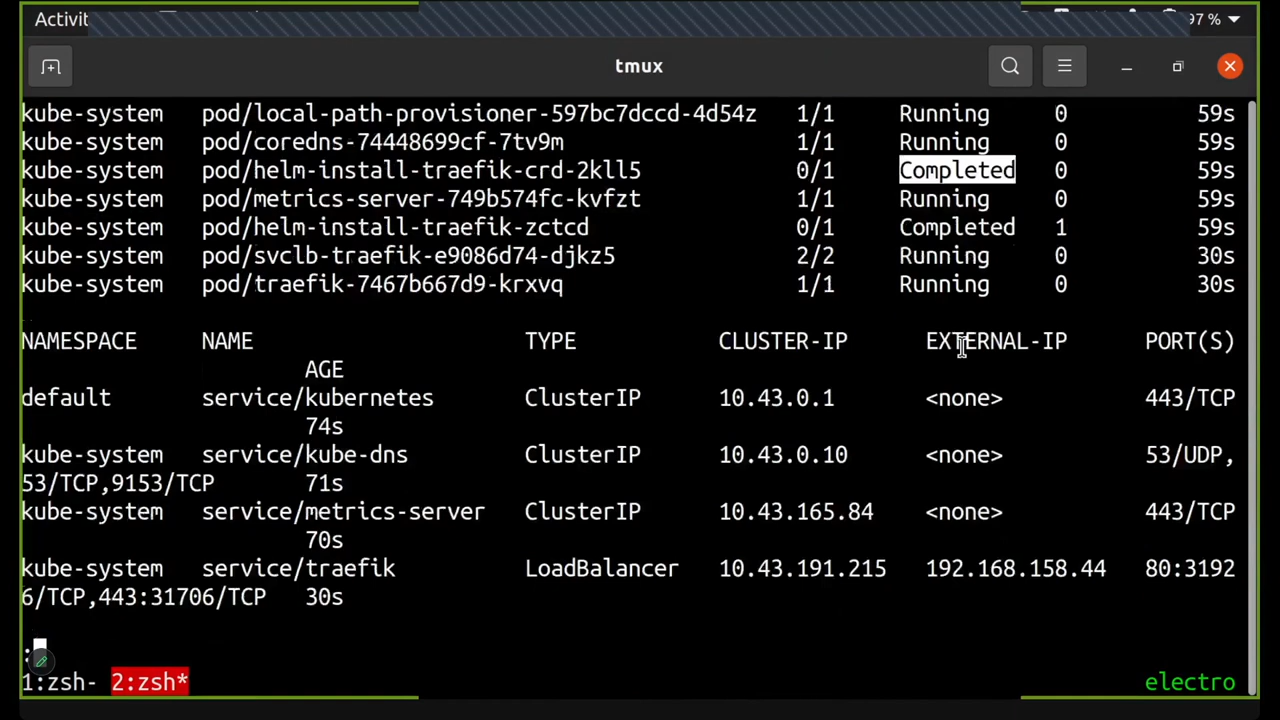 Activit 97 %
tmux
kube-system pod/local-path-provisioner-597bc7dccd-4d54z 1/1 Running 0 59s
kube-system pod/coredns-74448699cf-7tv9m 1/1 Running 0 59s
kube-system pod/helm-install-traefik-crd-2kll5 0/1 Completed 0 59s
kube-system pod/metrics-server-749b574fc-kvfzt 1/1 Running 0 59s
kube-system pod/helm-install-traefik-zctcd 0/1 Completed 1 59s
kube-system pod/svclb-traefik-e9086d74-djkz5 2/2 Running 0 30s
kube-system pod/traefik-7467b667d9-krxvq 1/1 Running 0 30s
NAMESPACE NAME TYPE CLUSTER-IP EXTERNAL-IP PORT(S)
AGE
default service/kubernetes ClusterIP 10.43.0.1 <none> 443/TCP
74s
kube-system service/kube-dns ClusterIP 10.43.0.10 <none> 53/UDP,
53/TCP,9153/TCP 71s
kube-system service/metrics-server ClusterIP 10.43.165.84 <none> 443/TCP
70s
kube-system service/traefik LoadBalancer 10.43.191.215 192.168.158.44 80:3192
6/TCP,443:31706/TCP 30s
:
1:zsh- 2:zsh* electro